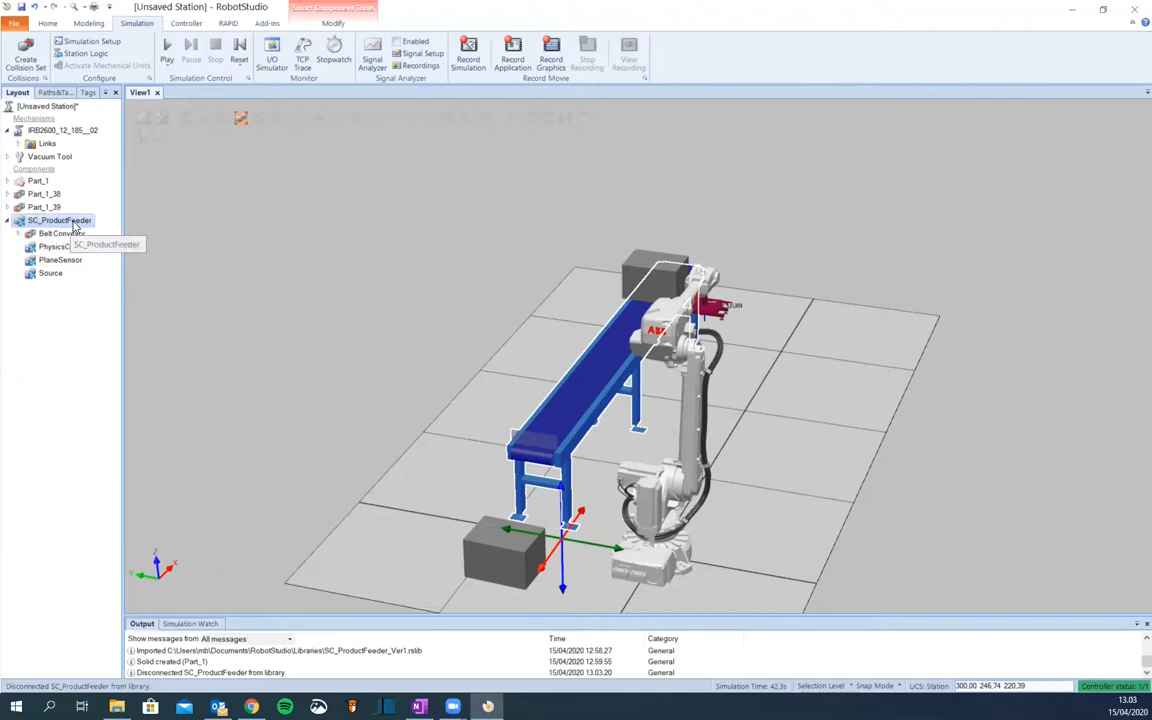 [Unsaved Station] - RobotStudio
Smart Component Tools
File Home Modeling Simulation Controller RAPID Add-Ins Modify
Create Collision Set
Collisions
Simulation Setup
Station Logic
Activate Mechanical Units
Configure
Play Pause Stop Reset
Simulation Control
I/O Simulator TCP Trace Stopwatch
Monitor
Signal Analyzer
Enabled
Signal Setup
Recordings
Signal Analyzer
Record Simulation Record Application Record Graphics Stop Recording View Recording
Record Movie
Layout Paths&Ta... Tags
View1
[Unsaved Station]*
Mechanisms
IRB2600_12_185__02
Links
Vacuum Tool
Components
Part_1
Part_1_38
Part_1_39
SC_ProductFeeder
Belt Conveyor
SC_ProductFeeder
PhysicsC
PlaneSensor
Source
ABB
Z
X
Y
Output Simulation Watch
Show messages from All messages Time Category
Imported C:\Users\mb\Documents\RobotStudio\Libraries\SC_ProductFeeder_Ver1.rslib 15/04/2020 12.58.27 General
Solid created (Part_1) 15/04/2020 12.59.55 General
Disconnected SC_ProductFeeder from library. 15/04/2020 13.03.20 General
Disconnected SC_ProductFeeder from library. Simulation Time: 42,3s Selection Level Snap Mode UCS: Station 300,00 246,74 220,39 Controller status: 1/1
13.03
15/04/2020